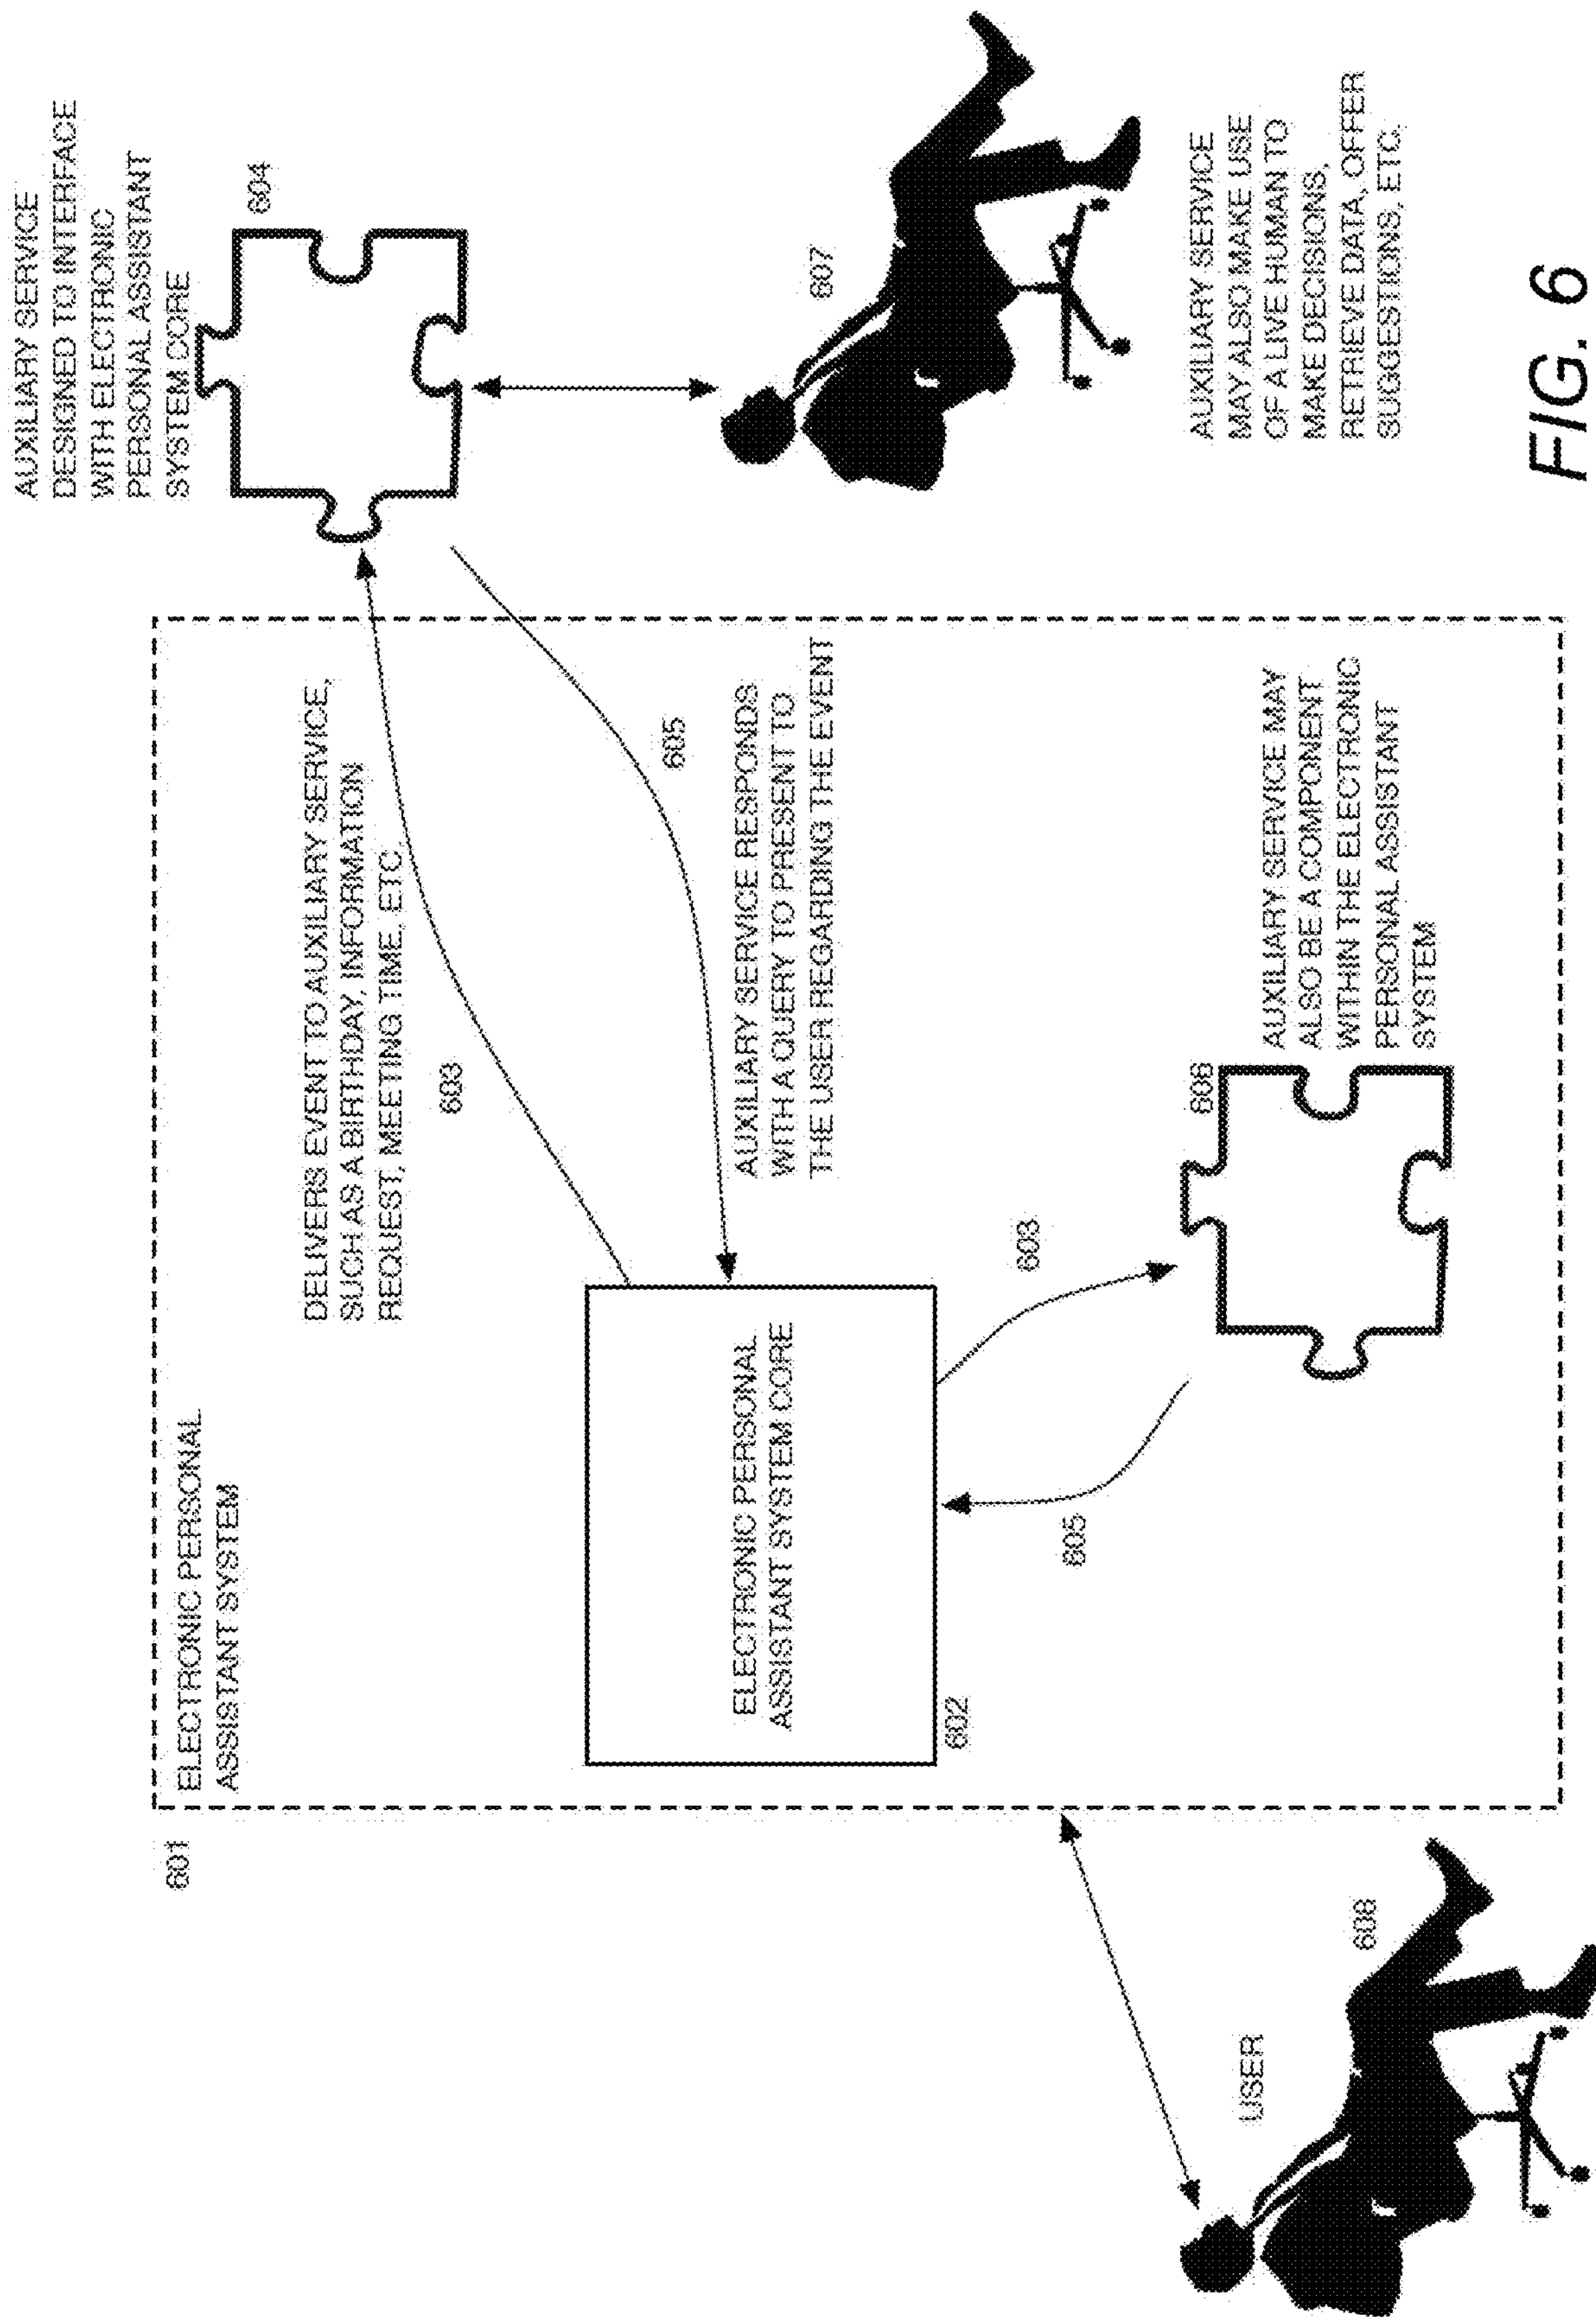 AUXILIARY SERVICE
DESIGNED TO INTERFACE
WITH ELECTRONIC
PERSONAL ASSISTANT
SYSTEM CORE
604
601
ELECTRONIC PERSONAL
ASSISTANT SYSTEM
DELIVERS EVENT TO AUXILIARY SERVICE,
SUCH AS A BIRTHDAY, INFORMATION
REQUEST, MEETING TIME, ETC.
603
605
AUXILIARY SERVICE RESPONDS
WITH A QUERY TO PRESENT TO
THE USER REGARDING THE EVENT
ELECTRONIC PERSONAL
ASSISTANT SYSTEM CORE
602
607
603
605
606
AUXILIARY SERVICE MAY
ALSO BE A COMPONENT
WITHIN THE ELECTRONIC
PERSONAL ASSISTANT
SYSTEM
AUXILIARY SERVICE
MAY ALSO MAKE USE
OF A LIVE HUMAN TO
MAKE DECISIONS,
RETRIEVE DATA, OFFER
SUGGESTIONS, ETC.
USER
608
FIG. 6